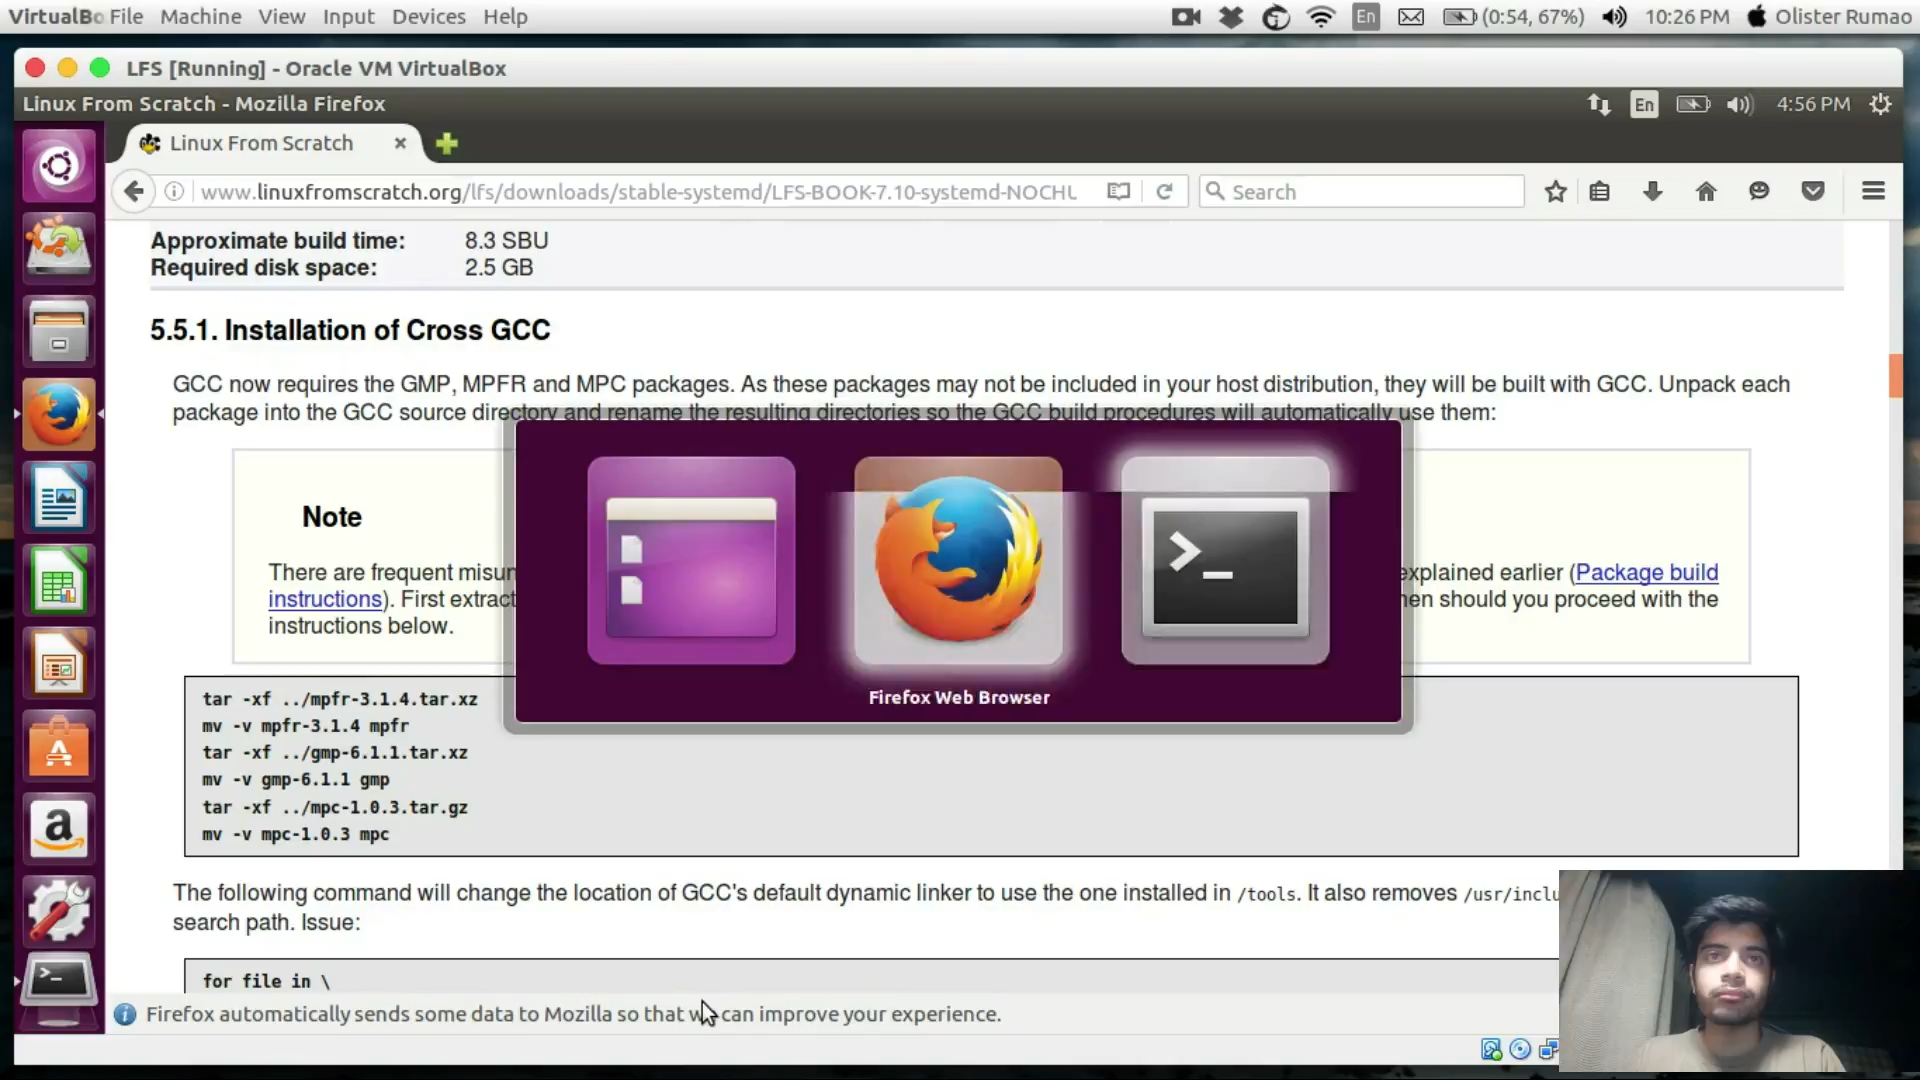 VirtualBo File Machine View Input Devices Help
En (0:54, 67%) 10:26 PM Olister Rumao
LFS [Running] - Oracle VM VirtualBox
Linux From Scratch - Mozilla Firefox
En 4:56 PM
Linux From Scratch
www.linuxfromscratch.org/lfs/downloads/stable-systemd/LFS-BOOK-7.10-systemd-NOCHU
Search
Approximate build time: 8.3 SBU
Required disk space: 2.5 GB
5.5.1. Installation of Cross GCC
GCC now requires the GMP, MPFR and MPC packages. As these packages may not be included in your host distribution, they will be built with GCC. Unpack each
package into the GCC source directory and rename the resulting directories so the GCC build procedures will automatically use them:
Note
There are frequent misun explained earlier (Package build
instructions). First extract hen should you proceed with the
instructions below.
Firefox Web Browser
tar -xf ../mpfr-3.1.4.tar.xz
mv -v mpfr-3.1.4 mpfr
tar -xf ../gmp-6.1.1.tar.xz
mv -v gmp-6.1.1 gmp
tar -xf ../mpc-1.0.3.tar.gz
mv -v mpc-1.0.3 mpc
The following command will change the location of GCC's default dynamic linker to use the one installed in /tools. It also removes /usr/inclu
search path. Issue:
for file in \
Firefox automatically sends some data to Mozilla so that w can improve your experience.